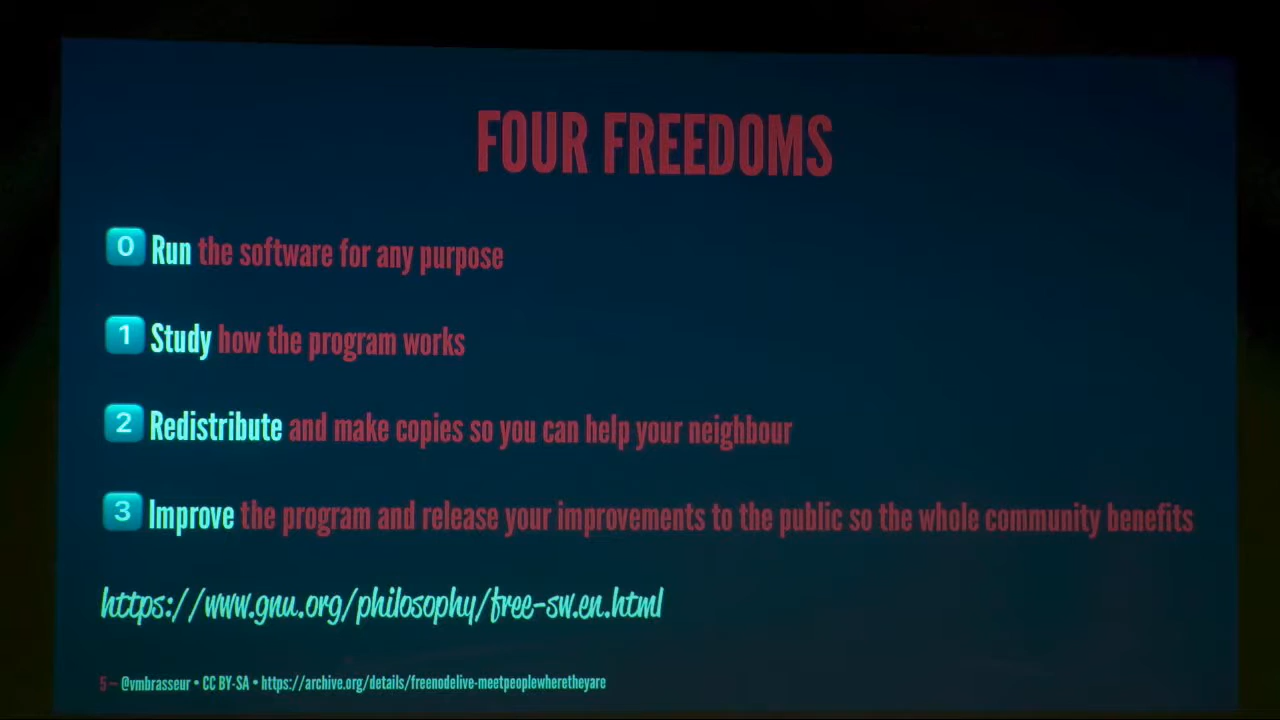 FOUR FREEDOMS
0 Run the software for any purpose
1 Study how the program works
2 Redistribute and make copies so you can help your neighbour
3 Improve the program and release your improvements to the public so the whole community benefits
https://www.gnu.org/philosophy/free-sw.en.html
5 — @vmbrasseur • CC BY-SA • https://archive.org/details/freenodelive-meetpeoplewheretheyare